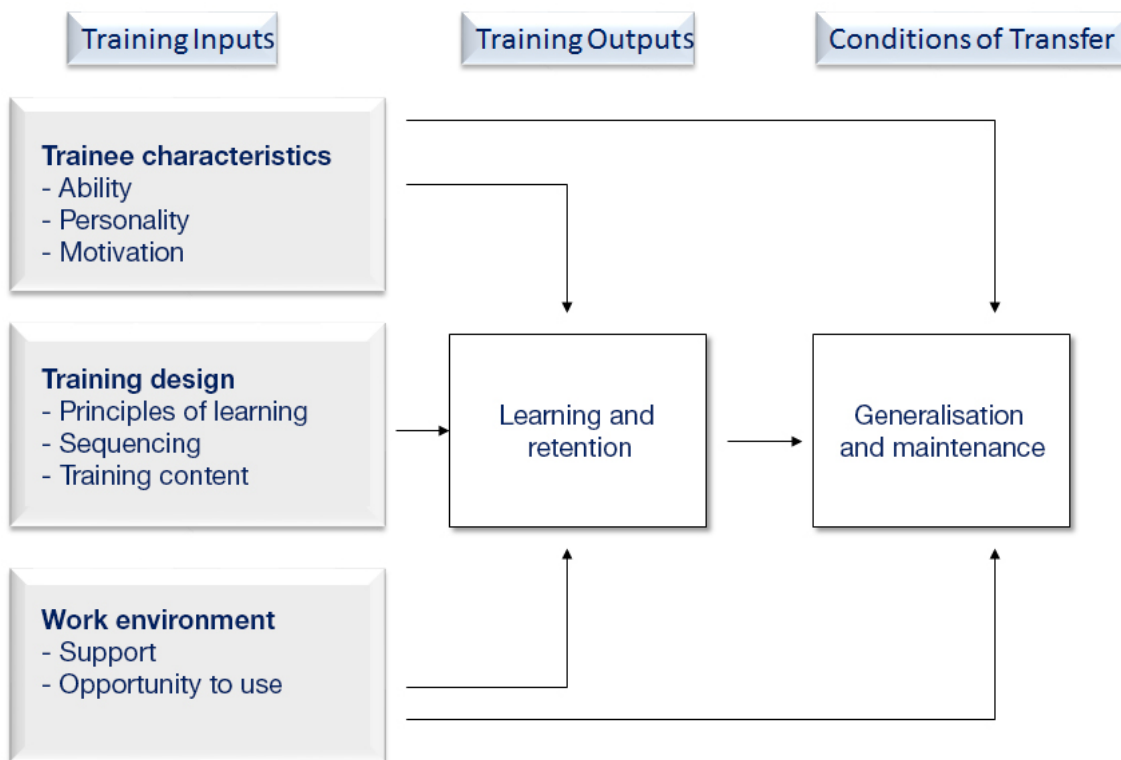 Training Inputs
Training Outputs
Conditions of Transfer
Trainee characteristics
- Ability
- Personality
- Motivation
Training design
- Principles of learning
- Sequencing
- Training content
Learning and
retention
Generalisation
and maintenance
Work environment
- Support
- Opportunity to use